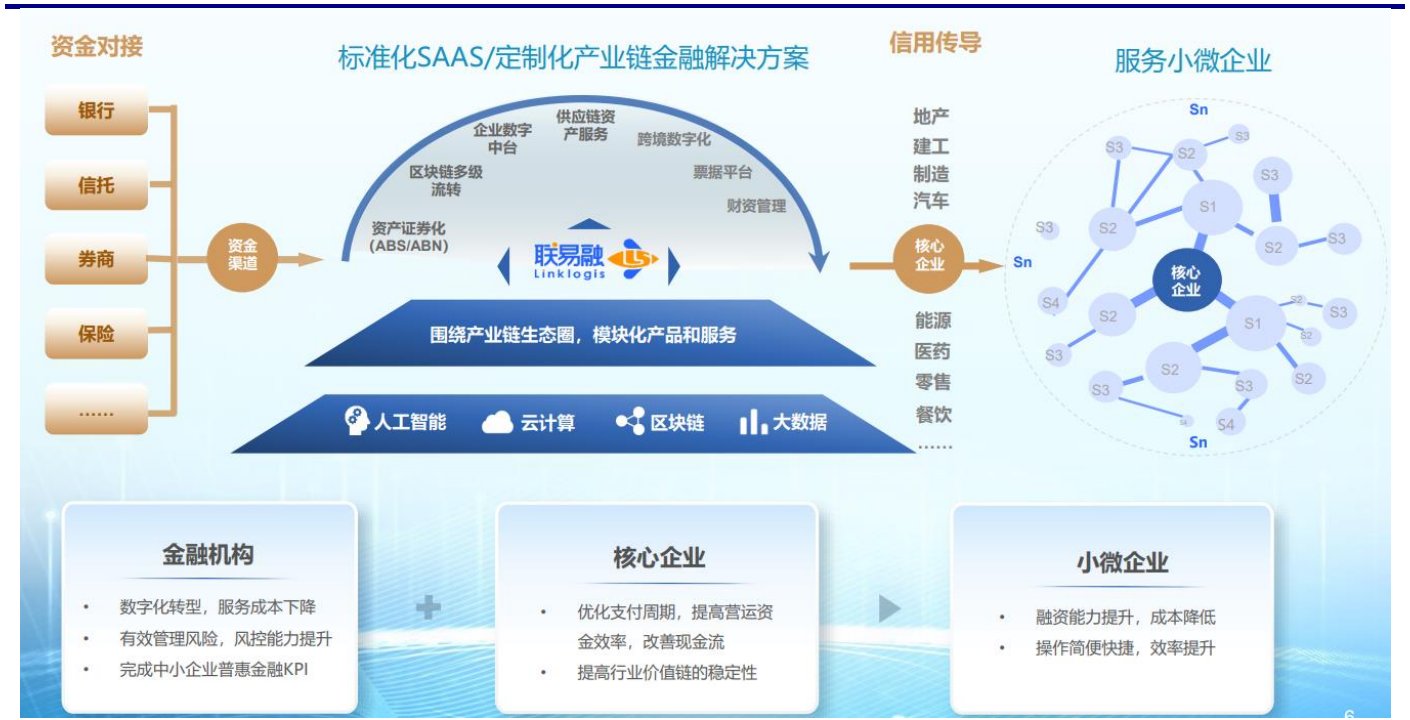 资金对接
银行
信托
券商
保险
......
资金
渠道
标准化SAAS/定制化产业链金融解决方案
资产证券化
(ABS/ABN)
区块链多级
流转
企业数字
中台
供应链资
产服务
跨境数字化
票据平台
财资管理
联易融
Linklogis
LS
围绕产业链生态圈，模块化产品和服务
人工智能
云计算
区块链
大数据
信用传导
地产
建工
制造
汽车
核心
企业
能源
医药
零售
餐饮
......
服务小微企业
Sn
S3
S3
S2
S3
S1
S3
S2
S2
S3
Sn
核心
企业
S4
S2
S1
S2
S3
S2
S3
S2
S3
S3
S2
S4
S4
Sn
金融机构
• 数字化转型，服务成本下降
• 有效管理风险，风控能力提升
• 完成中小企业普惠金融KPI
核心企业
• 优化支付周期，提高营运资
金效率，改善现金流
• 提高行业价值链的稳定性
小微企业
• 融资能力提升，成本降低
• 操作简便快捷，效率提升
6